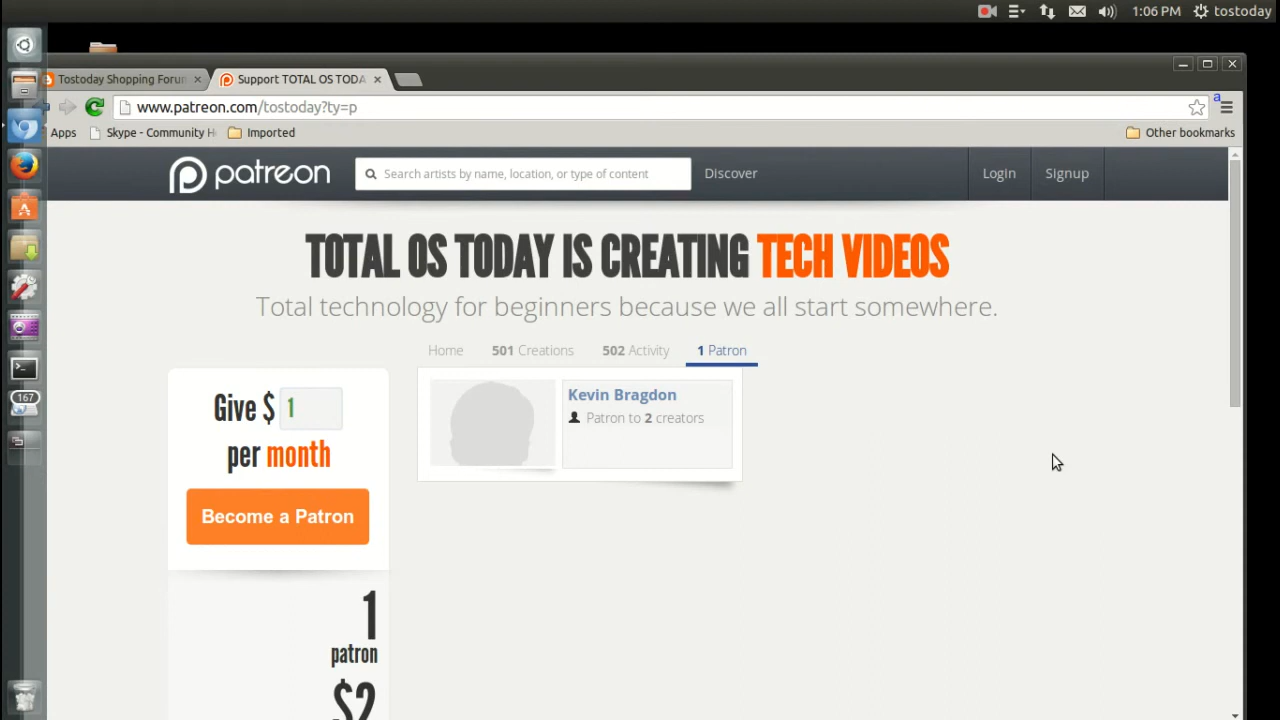 1:06 PM tostoday
Tostoday Shopping Forum
Support TOTAL OS TODA
www.patreon.com/tostoday?ty=p
a
Apps Skype - Community H Imported Other bookmarks
patreon
Search artists by name, location, or type of content
Discover
Login
Signup
TOTAL OS TODAY IS CREATING TECH VIDEOS
Total technology for beginners because we all start somewhere.
Home 501 Creations 502 Activity 1 Patron
Give $ 1
per month
Become a Patron
Kevin Bragdon
Patron to 2 creators
167
1
patron
$2